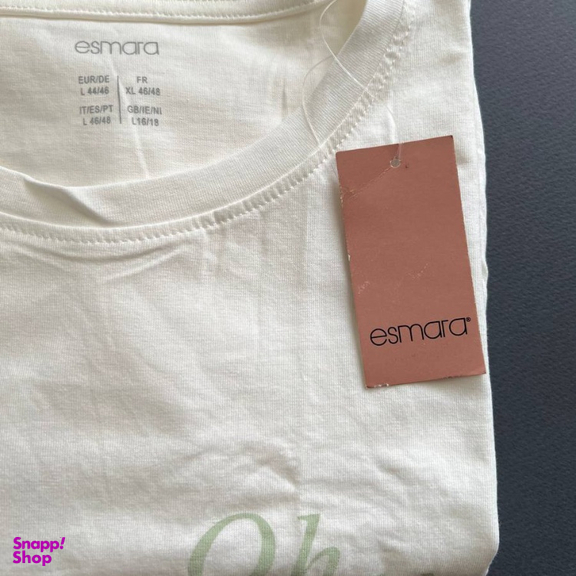 esmara
EUR/DE FR
L 44/46 XL 46/48
IT/ES/PT GB/IE/NI
L 46/48 L16/18
esmara®
Oh
Snapp!
Shop